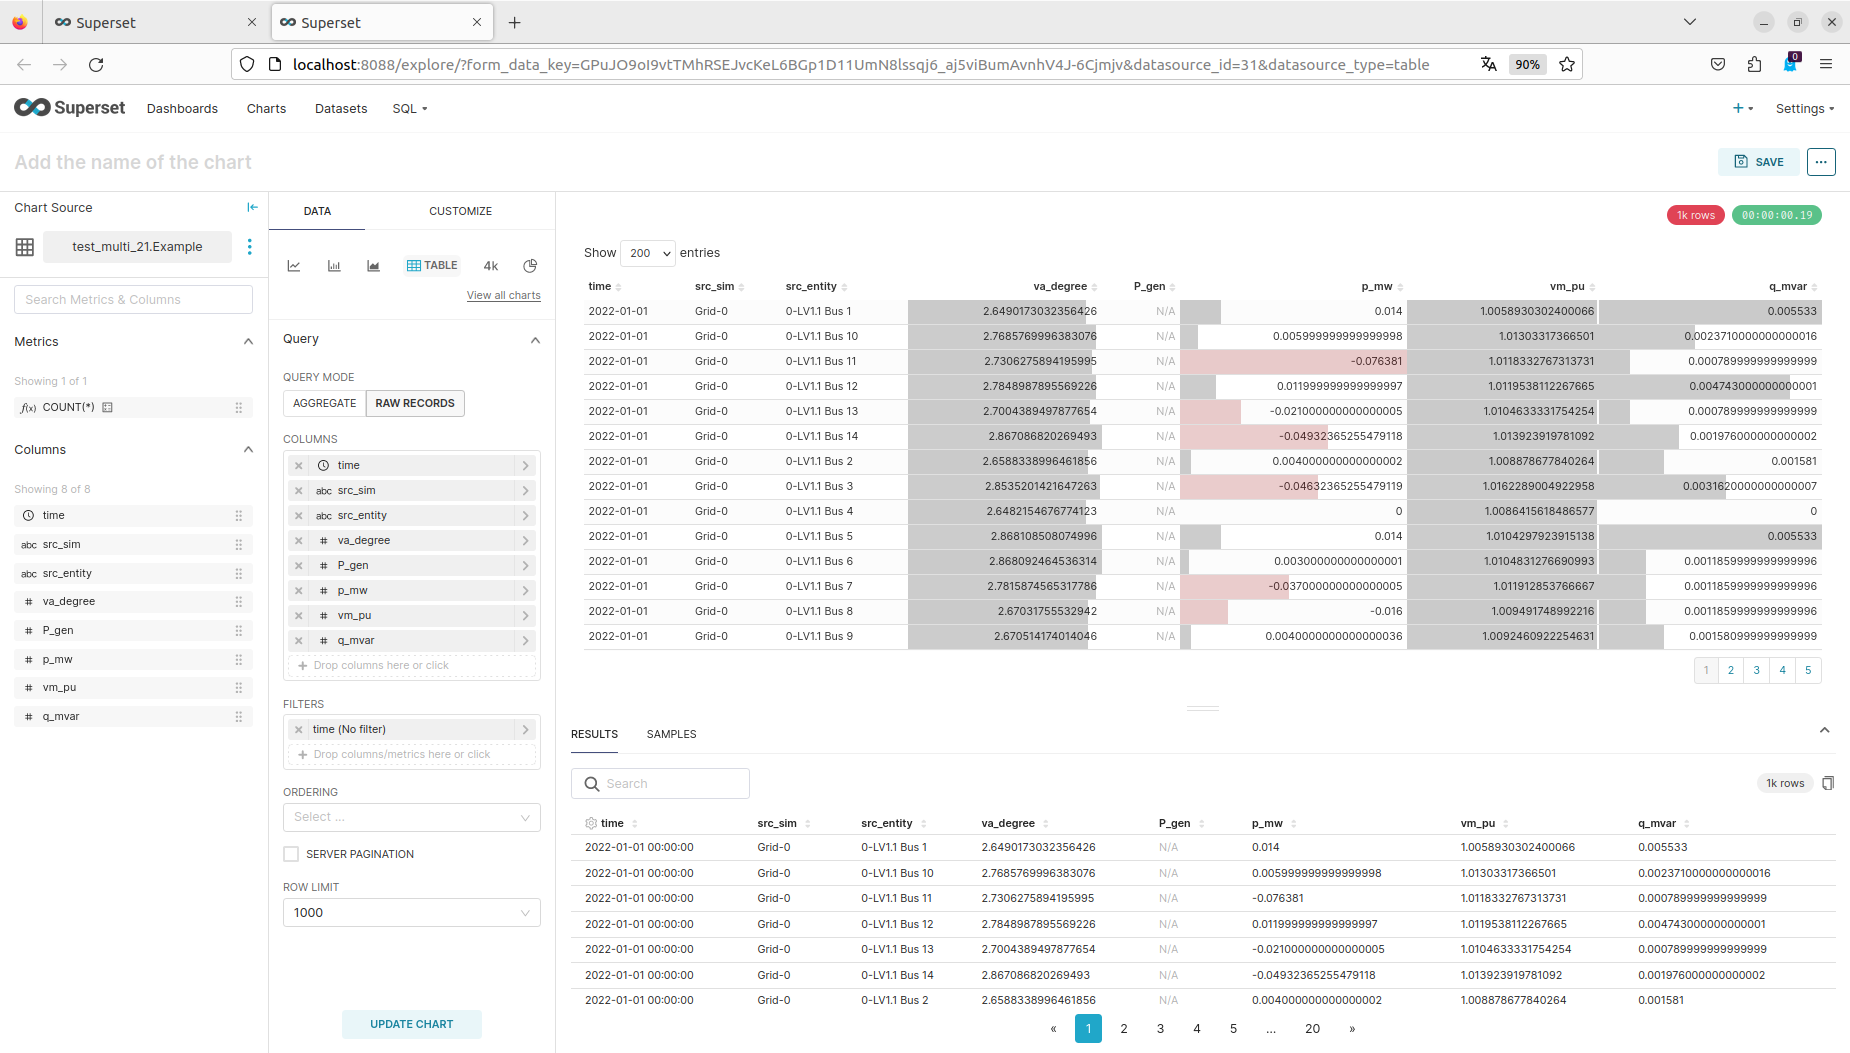 Superset
Superset
0
localhost:8088/explore/?form_data_key=GPuJO9oI9vtTMhRSEJvcKeL6BGp1D11UmN8lssqj6_aj5viBumAvnhV4J-6Cjmjv&datasource_id=31&datasource_type=table 90%
Superset Dashboards Charts Datasets SQL + Settings
Add the name of the chart SAVE ...
Chart Source
test_multi_21.Example
Search Metrics & Columns
Metrics
Showing 1 of 1
f(x) COUNT(*)
Columns
Showing 8 of 8
time
abc src_sim
abc src_entity
# va_degree
# P_gen
# p_mw
# vm_pu
# q_mvar
DATA CUSTOMIZE
TABLE 4k
View all charts
Query
QUERY MODE
AGGREGATE RAW RECORDS
COLUMNS
time
abc src_sim
abc src_entity
# va_degree
# P_gen
# p_mw
# vm_pu
# q_mvar
+ Drop columns here or click
FILTERS
time (No filter)
+ Drop columns/metrics here or click
ORDERING
Select ...
SERVER PAGINATION
ROW LIMIT
1000
UPDATE CHART
1k rows 00:00:00.19
Show 200 entries
time src_sim src_entity va_degree P_gen p_mw vm_pu q_mvar
2022-01-01 Grid-0 0-LV1.1 Bus 1 2.6490173032356426 N/A 0.014 1.0058930302400066 0.005533
2022-01-01 Grid-0 0-LV1.1 Bus 10 2.7685769996383076 N/A 0.005999999999999998 1.01303317366501 0.0023710000000000016
2022-01-01 Grid-0 0-LV1.1 Bus 11 2.7306275894195995 N/A -0.076381 1.0118332767313731 0.000789999999999999
2022-01-01 Grid-0 0-LV1.1 Bus 12 2.7848987895569226 N/A 0.011999999999999997 1.0119538112267665 0.004743000000000001
2022-01-01 Grid-0 0-LV1.1 Bus 13 2.7004389497877654 N/A -0.021000000000000005 1.0104633331754254 0.000789999999999999
2022-01-01 Grid-0 0-LV1.1 Bus 14 2.867086820269493 N/A -0.04932365255479118 1.013923919781092 0.001976000000000002
2022-01-01 Grid-0 0-LV1.1 Bus 2 2.6588338996461856 N/A 0.004000000000000002 1.008878677840264 0.001581
2022-01-01 Grid-0 0-LV1.1 Bus 3 2.8535201421647263 N/A -0.04632365255479119 1.0162289004922958 0.0031620000000000007
2022-01-01 Grid-0 0-LV1.1 Bus 4 2.6482154676774123 N/A 0 1.0086415618486577 0
2022-01-01 Grid-0 0-LV1.1 Bus 5 2.868108508074996 N/A 0.014 1.0104297923915138 0.005533
2022-01-01 Grid-0 0-LV1.1 Bus 6 2.868092464536314 N/A 0.003000000000000001 1.0104831276690993 0.0011859999999999996
2022-01-01 Grid-0 0-LV1.1 Bus 7 2.7815874565317786 N/A -0.037000000000000005 1.011912853766667 0.0011859999999999996
2022-01-01 Grid-0 0-LV1.1 Bus 8 2.67031755532942 N/A -0.016 1.009491748992216 0.0011859999999999996
2022-01-01 Grid-0 0-LV1.1 Bus 9 2.670514174014046 N/A 0.0040000000000000036 1.0092460922254631 0.001580999999999999
1 2 3 4 5
RESULTS SAMPLES
Search 1k rows
time src_sim src_entity va_degree P_gen p_mw vm_pu q_mvar
2022-01-01 00:00:00 Grid-0 0-LV1.1 Bus 1 2.6490173032356426 N/A 0.014 1.0058930302400066 0.005533
2022-01-01 00:00:00 Grid-0 0-LV1.1 Bus 10 2.7685769996383076 N/A 0.005999999999999998 1.01303317366501 0.0023710000000000016
2022-01-01 00:00:00 Grid-0 0-LV1.1 Bus 11 2.7306275894195995 N/A -0.076381 1.0118332767313731 0.000789999999999999
2022-01-01 00:00:00 Grid-0 0-LV1.1 Bus 12 2.7848987895569226 N/A 0.011999999999999997 1.0119538112267665 0.004743000000000001
2022-01-01 00:00:00 Grid-0 0-LV1.1 Bus 13 2.7004389497877654 N/A -0.021000000000000005 1.0104633331754254 0.000789999999999999
2022-01-01 00:00:00 Grid-0 0-LV1.1 Bus 14 2.867086820269493 N/A -0.04932365255479118 1.013923919781092 0.001976000000000002
2022-01-01 00:00:00 Grid-0 0-LV1.1 Bus 2 2.6588338996461856 N/A 0.004000000000000002 1.008878677840264 0.001581
« 1 2 3 4 5 ... 20 »